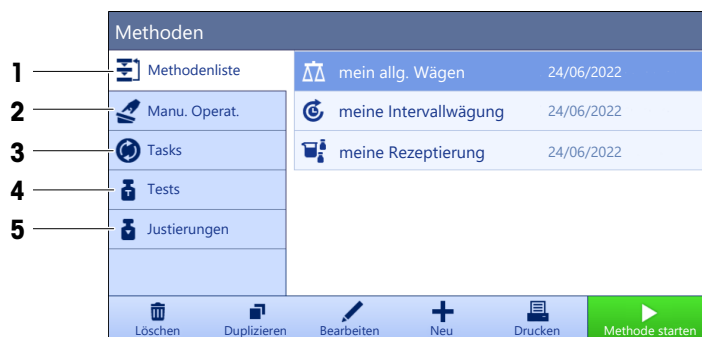 Methoden
1 Methodenliste
2 Manu. Operat.
3 Tasks
4 Tests
5 Justierungen
mein allg. Wägen 24/06/2022
meine Intervallwägung 24/06/2022
meine Rezeptierung 24/06/2022
Löschen Duplizieren Bearbeiten Neu Drucken Methode starten